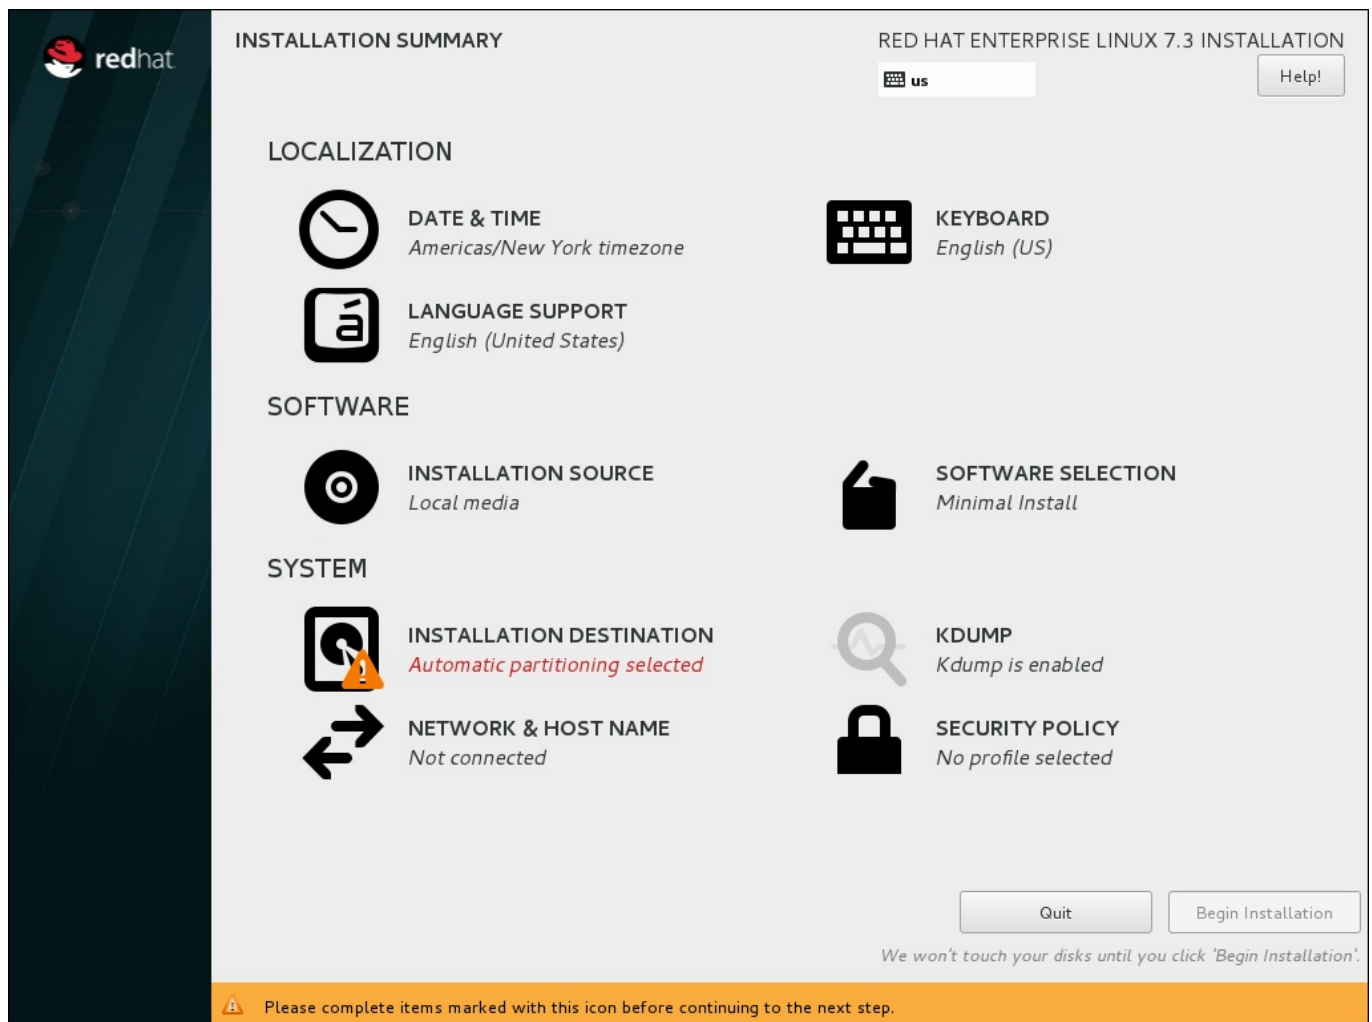 redhat
INSTALLATION SUMMARY
RED HAT ENTERPRISE LINUX 7.3 INSTALLATION
us
Help!
LOCALIZATION
DATE & TIME
Americas/New York timezone
KEYBOARD
English (US)
LANGUAGE SUPPORT
English (United States)
á
SOFTWARE
INSTALLATION SOURCE
Local media
SOFTWARE SELECTION
Minimal Install
SYSTEM
INSTALLATION DESTINATION
Automatic partitioning selected
KDUMP
Kdump is enabled
NETWORK & HOST NAME
Not connected
SECURITY POLICY
No profile selected
Quit
Begin Installation
We won't touch your disks until you click 'Begin Installation'.
Please complete items marked with this icon before continuing to the next step.